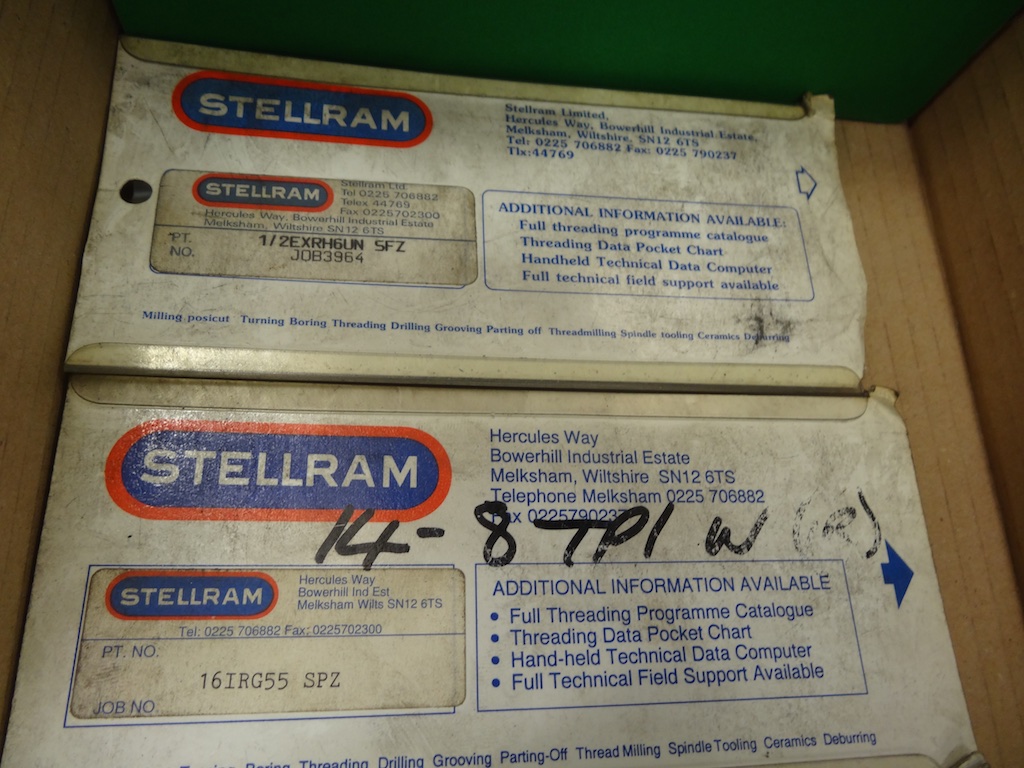 STELLRAM
Stellram Limited,
Hercules Way, Bowerhill Industrial Estate,
Melksham, Wiltshire, SN12 6TS
Tel: 0225 706882 Fax: 0225 790237
Tlx:44769
STELLRAM
Stellram Ltd
Tel 0225 706882
Telex 44769
Fax 0225702300
Hercules Way, Bowerhill Industrial Estate
Melksham, Wiltshire SN12 6TS
PT. NO.
1/2EXRH6UN SFZ
JOB3964
ADDITIONAL INFORMATION AVAILABLE:
Full threading programme catalogue
Threading Data Pocket Chart
Handheld Technical Data Computer
Full technical field support available
Milling posicut Turning Boring Threading Drilling Grooving Parting off Threadmilling Spindle tooling Ceramics Deburring
STELLRAM
Hercules Way
Bowerhill Industrial Estate
Melksham, Wiltshire SN12 6TS
Telephone Melksham 0225 706882
Fax 0225790237
14-8 TPI W (R)
STELLRAM
Hercules Way
Bowerhill Ind Est
Melksham Wilts SN12 6TS
Tel: 0225 706882 Fax: 0225702300
PT. NO.
16IRG55 SPZ
JOB NO
ADDITIONAL INFORMATION AVAILABLE
• Full Threading Programme Catalogue
• Threading Data Pocket Chart
• Hand-held Technical Data Computer
• Full Technical Field Support Available
Turning Boring Threading Drilling Grooving Parting-Off Thread Milling Spindle Tooling Ceramics Deburring